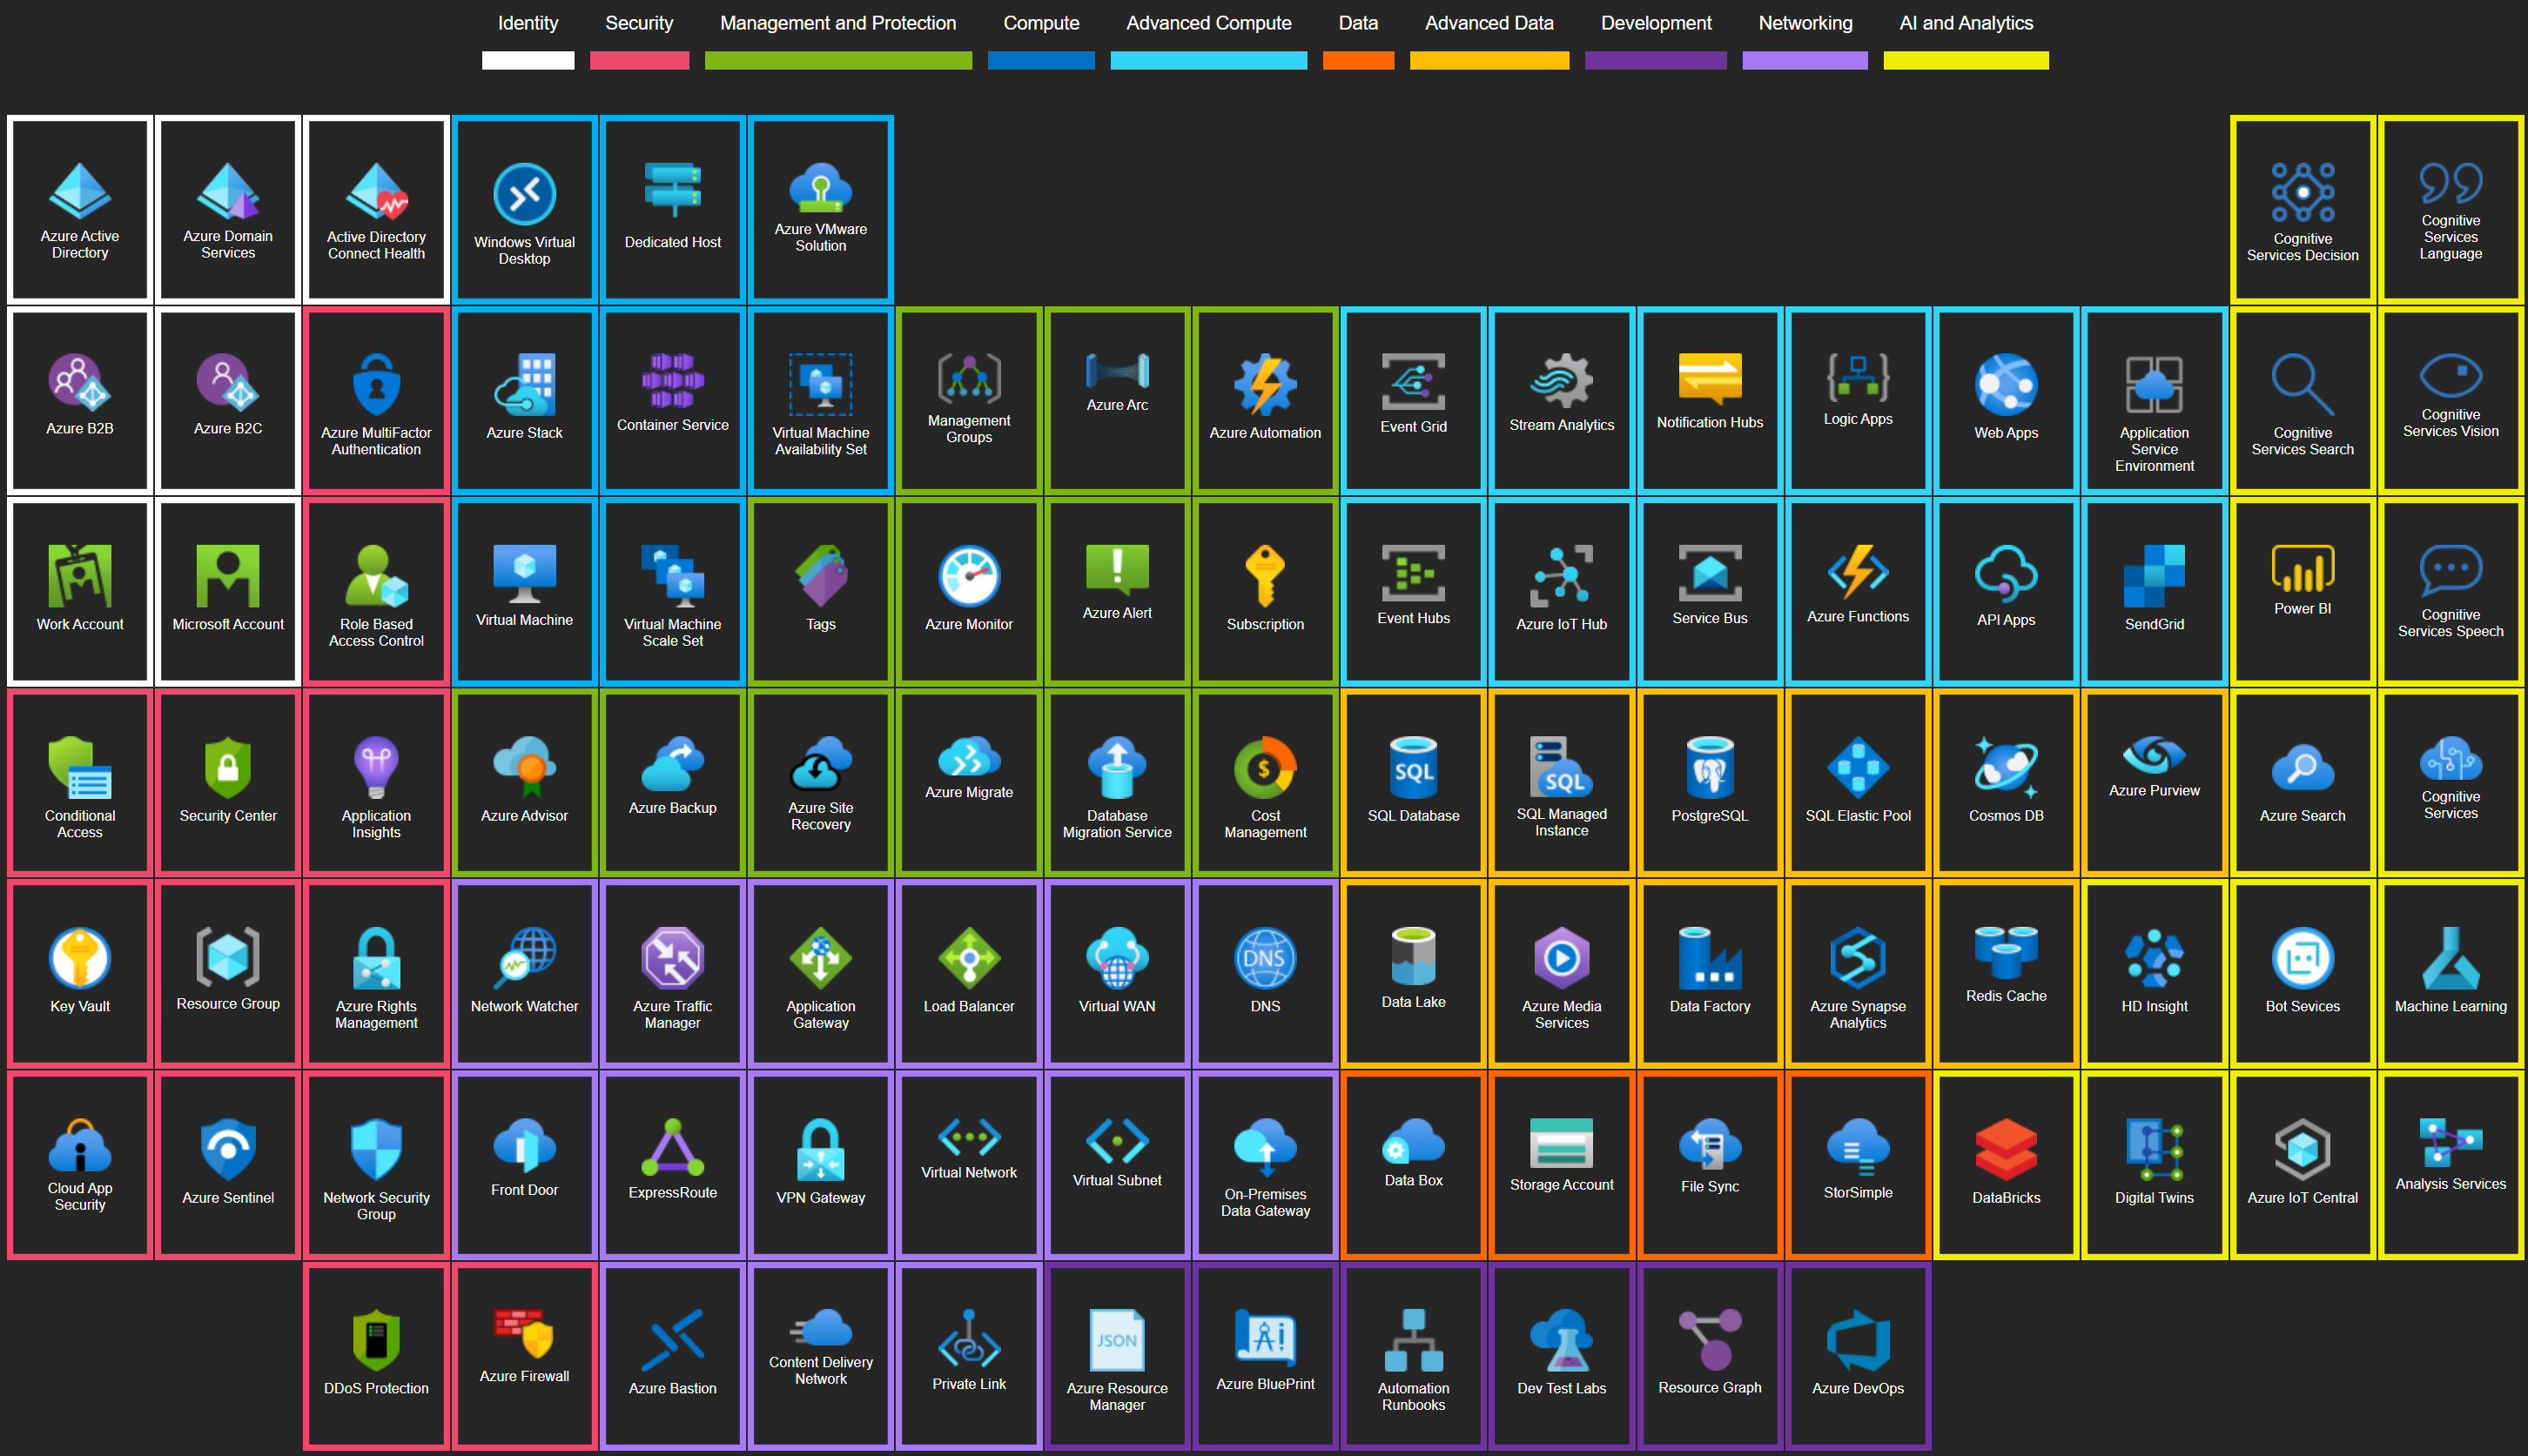 Identity
Security
Management and Protection
Compute
Advanced Compute
Data
Advanced Data
Development
Networking
AI and Analytics
Azure Active
Directory
Azure Domain
Services
Active Directory
Connect Health
Windows Virtual
Desktop
Dedicated Host
Azure VMware
Solution
Cognitive
Services Decision
Cognitive
Services
Language
Azure B2B
Azure B2C
Azure MultiFactor
Authentication
Azure Stack
Container Service
Virtual Machine
Availability Set
Management
Groups
Azure Arc
Azure Automation
Event Grid
Stream Analytics
Notification Hubs
Logic Apps
Web Apps
Application
Service
Environment
Cognitive
Services Search
Cognitive
Services Vision
Work Account
Microsoft Account
Role Based
Access Control
Virtual Machine
Virtual Machine
Scale Set
Tags
Azure Monitor
Azure Alert
Subscription
Event Hubs
Azure IoT Hub
Service Bus
Azure Functions
API Apps
SendGrid
Power BI
Cognitive
Services Speech
Conditional
Access
Security Center
Application
Insights
Azure Advisor
Azure Backup
Azure Site
Recovery
Azure Migrate
Database
Migration Service
$
Cost
Management
SQL
SQL Database
SQL
SQL Managed
Instance
PostgreSQL
SQL Elastic Pool
Cosmos DB
Azure Purview
Azure Search
Cognitive
Services
Key Vault
Resource Group
Azure Rights
Management
Network Watcher
Azure Traffic
Manager
Application
Gateway
Load Balancer
Virtual WAN
DNS
DNS
Data Lake
Azure Media
Services
Data Factory
Azure Synapse
Analytics
Redis Cache
HD Insight
Bot Sevices
Machine Learning
Cloud App
Security
Azure Sentinel
Network Security
Group
Front Door
ExpressRoute
VPN Gateway
Virtual Network
Virtual Subnet
On-Premises
Data Gateway
Data Box
Storage Account
File Sync
StorSimple
DataBricks
Digital Twins
Azure IoT Central
Analysis Services
DDoS Protection
Azure Firewall
Azure Bastion
Content Delivery
Network
Private Link
JSON
Azure Resource
Manager
Azure BluePrint
Automation
Runbooks
Dev Test Labs
Resource Graph
Azure DevOps